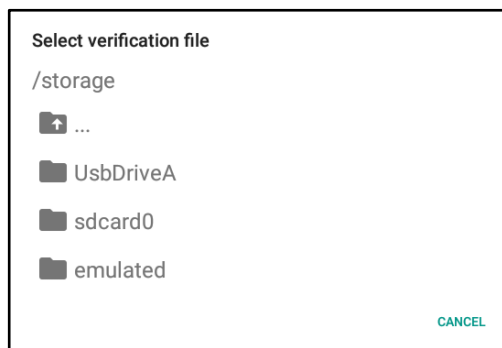 Select verification file
/storage
...
UsbDriveA
sdcard0
emulated
CANCEL